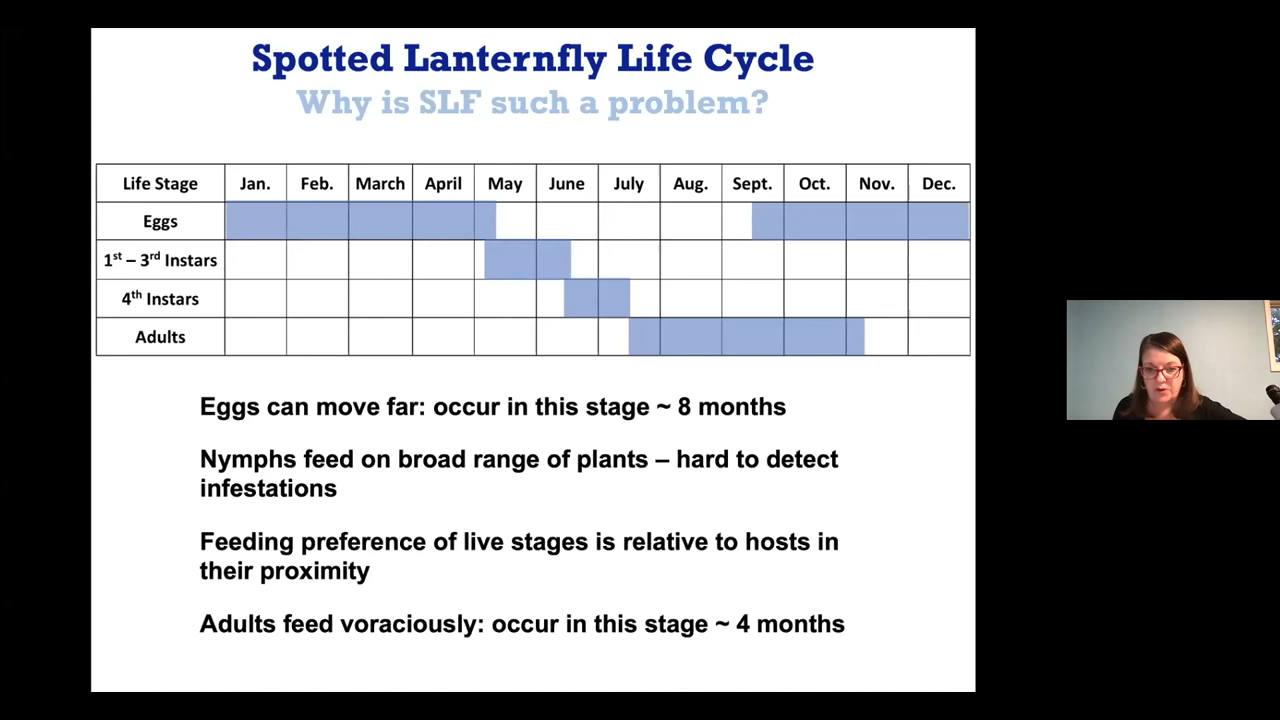 Spotted Lanternfly Life Cycle
Why is SLF such a problem?
Life Stage Jan. Feb. March April May June July Aug. Sept. Oct. Nov. Dec.
Eggs
1st – 3rd Instars
4th Instars
Adults
Eggs can move far: occur in this stage ~ 8 months
Nymphs feed on broad range of plants – hard to detect
infestations
Feeding preference of live stages is relative to hosts in
their proximity
Adults feed voraciously: occur in this stage ~ 4 months